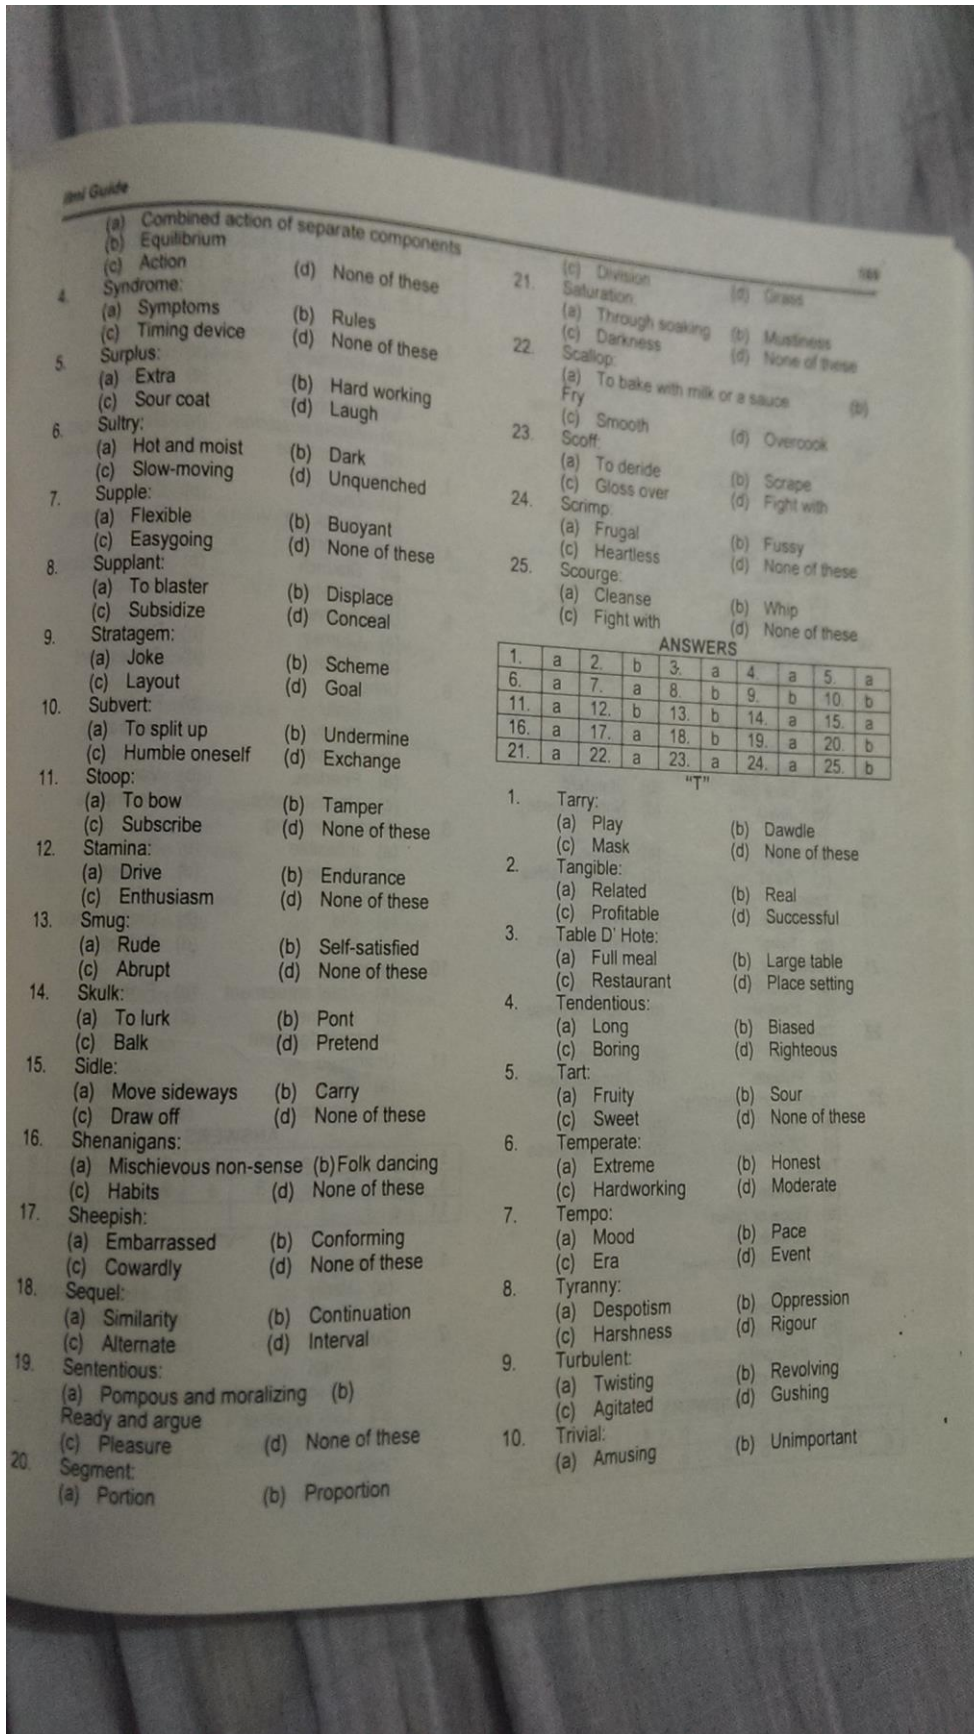 Guide
(a) Combined action of separate components
(b) Equilibrium
(c) Action (d) None of these
4. Syndrome:
(a) Symptoms (b) Rules
(c) Timing device (d) None of these
5. Surplus:
(a) Extra (b) Hard working
(c) Sour coat (d) Laugh
6. Sultry:
(a) Hot and moist (b) Dark
(c) Slow-moving (d) Unquenched
7. Supple:
(a) Flexible (b) Buoyant
(c) Easygoing (d) None of these
8. Supplant:
(a) To blaster (b) Displace
(c) Subsidize (d) Conceal
9. Stratagem:
(a) Joke (b) Scheme
(c) Layout (d) Goal
10. Subvert:
(a) To split up (b) Undermine
(c) Humble oneself (d) Exchange
11. Stoop:
(a) To bow (b) Tamper
(c) Subscribe (d) None of these
12. Stamina:
(a) Drive (b) Endurance
(c) Enthusiasm (d) None of these
13. Smug:
(a) Rude (b) Self-satisfied
(c) Abrupt (d) None of these
14. Skulk:
(a) To lurk (b) Pont
(c) Balk (d) Pretend
15. Sidle:
(a) Move sideways (b) Carry
(c) Draw off (d) None of these
16. Shenanigans:
(a) Mischievous non-sense (b) Folk dancing
(c) Habits (d) None of these
17. Sheepish:
(a) Embarrassed (b) Conforming
(c) Cowardly (d) None of these
18. Sequel:
(a) Similarity (b) Continuation
(c) Alternate (d) Interval
19. Sententious:
(a) Pompous and moralizing (b)
Ready and argue
(c) Pleasure (d) None of these
20. Segment:
(a) Portion (b) Proportion
(c) Division (d) Grass
21. Saturation:
(a) Through soaking (b) Mustiness
(c) Darkness (d) None of these
22. Scallop:
(a) To bake with milk or a sauce (b)
Fry
(c) Smooth (d) Overcook
23. Scoff:
(a) To deride (b) Scrape
(c) Gloss over (d) Fight with
24. Scrimp:
(a) Frugal (b) Fussy
(c) Heartless (d) None of these
25. Scourge:
(a) Cleanse (b) Whip
(c) Fight with (d) None of these
ANSWERS
1. a 2. b 3. a 4. a 5. a
6. a 7. a 8. b 9. b 10. b
11. a 12. b 13. b 14. a 15. a
16. a 17. a 18. b 19. a 20. b
21. a 22. a 23. a 24. a 25. b
"T"
1. Tarry:
(a) Play (b) Dawdle
(c) Mask (d) None of these
2. Tangible:
(a) Related (b) Real
(c) Profitable (d) Successful
3. Table D' Hote:
(a) Full meal (b) Large table
(c) Restaurant (d) Place setting
4. Tendentious:
(a) Long (b) Biased
(c) Boring (d) Righteous
5. Tart:
(a) Fruity (b) Sour
(c) Sweet (d) None of these
6. Temperate:
(a) Extreme (b) Honest
(c) Hardworking (d) Moderate
7. Tempo:
(a) Mood (b) Pace
(c) Era (d) Event
8. Tyranny:
(a) Despotism (b) Oppression
(c) Harshness (d) Rigour
9. Turbulent:
(a) Twisting (b) Revolving
(c) Agitated (d) Gushing
10. Trivial:
(a) Amusing (b) Unimportant